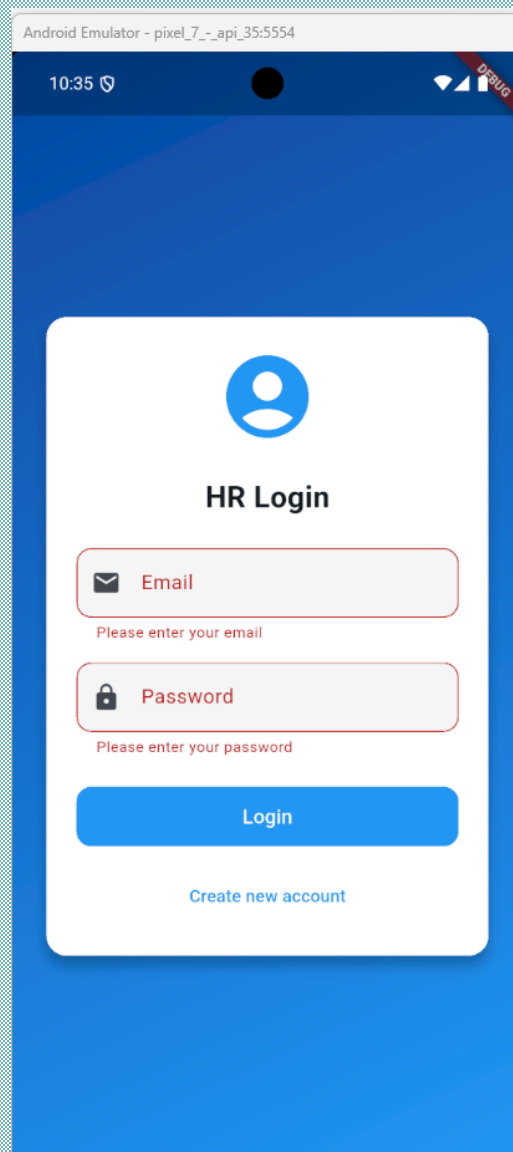 Android Emulator - pixel_7_-_api_35:5554
10:35
DEBUG
HR Login
Email
Please enter your email
Password
Please enter your password
Login
Create new account